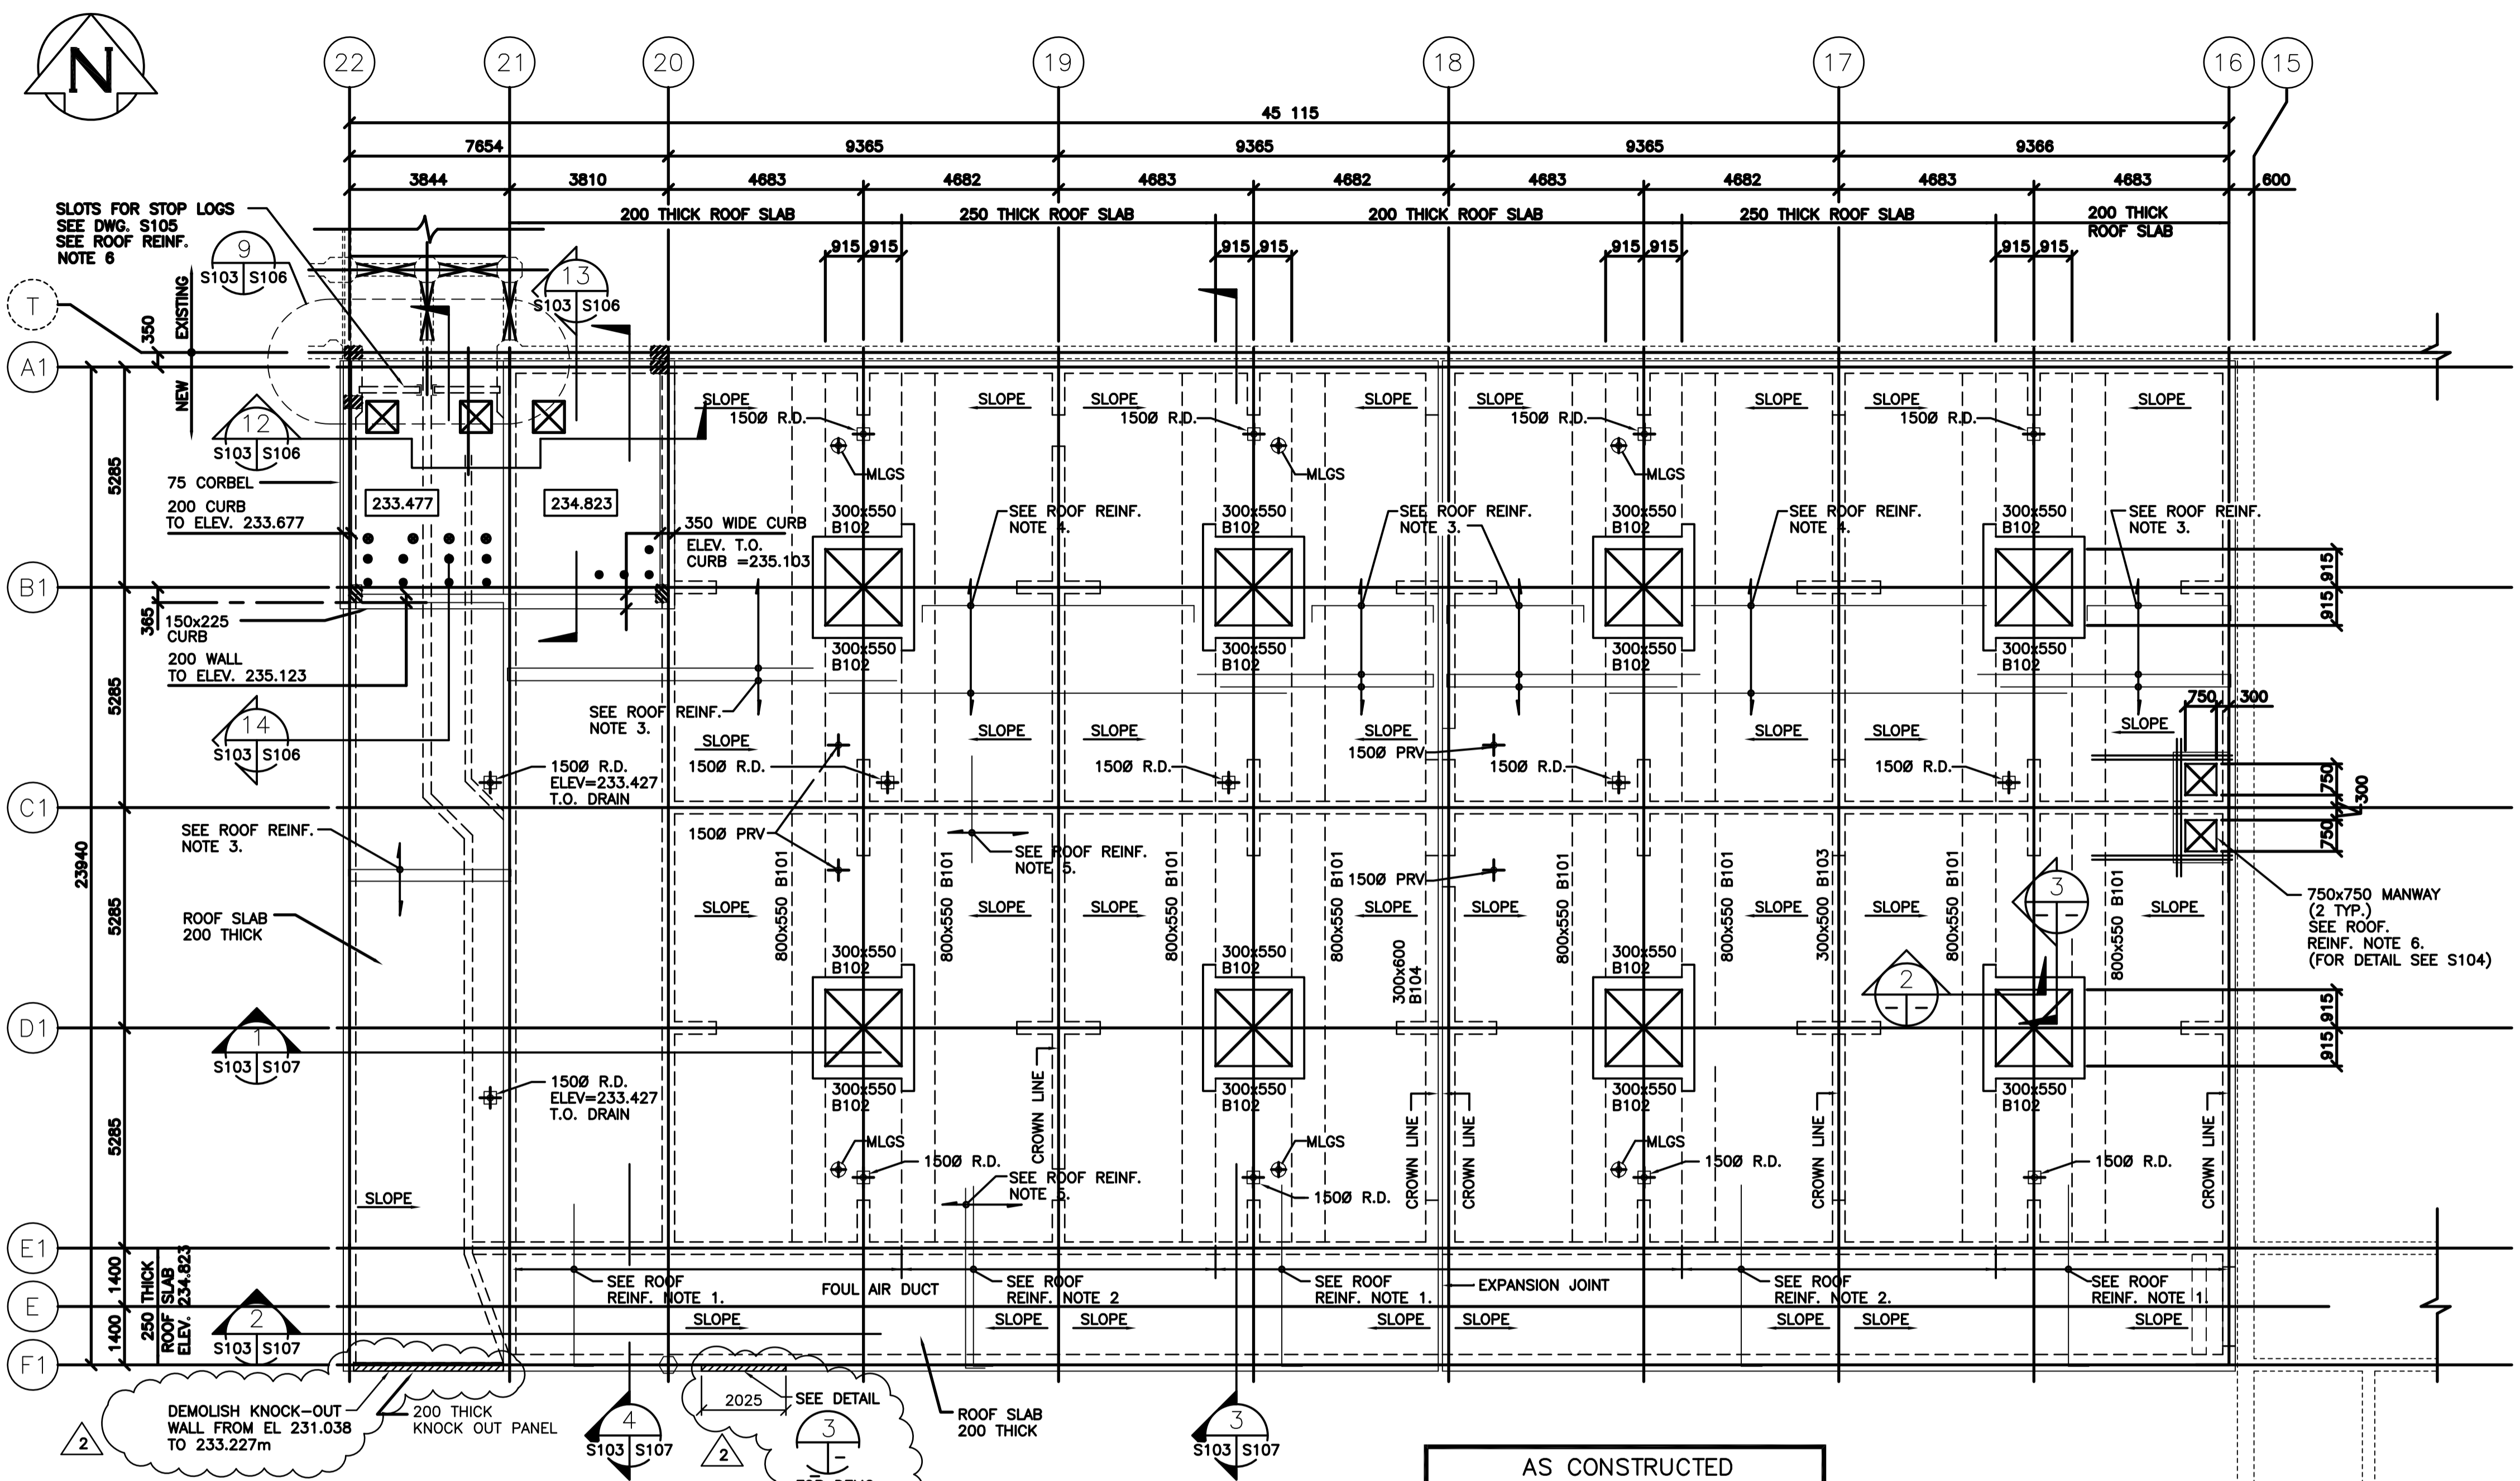 N
22
21
20
19
18
17
16
15
45 115
7654
9365
9365
9365
9366
3844
3810
4683
4682
4683
4682
4683
4682
4683
4683
600
200 THICK ROOF SLAB
250 THICK ROOF SLAB
200 THICK ROOF SLAB
250 THICK ROOF SLAB
200 THICK
ROOF SLAB
915
915
915
915
915
915
915
915
SLOTS FOR STOP LOGS
SEE DWG. S105
SEE ROOF REINF.
NOTE 6
9
S103
S106
13
S103
S106
EXISTING
NEW
T
350
A1
12
S103
S106
SLOPE
SLOPE
SLOPE
SLOPE
SLOPE
SLOPE
SLOPE
SLOPE
150Ø R.D.
150Ø R.D.
150Ø R.D.
150Ø R.D.
MLGS
MLGS
MLGS
5285
75 CORBEL
200 CURB
TO ELEV. 233.677
233.477
234.823
350 WIDE CURB
ELEV. T.O.
CURB =235.103
300x550
B102
SEE ROOF REINF.
NOTE 4.
300x550
B102
SEE ROOF REINF.
NOTE 3.
300x550
B102
SEE ROOF REINF.
NOTE 4.
300x550
B102
SEE ROOF REINF.
NOTE 3.
B1
365
915
915
150x225
CURB
200 WALL
TO ELEV. 235.123
300x550
B102
300x550
B102
300x550
B102
300x550
B102
5285
14
S103
S106
SEE ROOF REINF.
NOTE 3.
SLOPE
SLOPE
SLOPE
SLOPE
SLOPE
SLOPE
SLOPE
750
300
SLOPE
150Ø PRV
150Ø R.D.
ELEV=233.427
T.O. DRAIN
150Ø R.D.
150Ø R.D.
150Ø R.D.
150Ø R.D.
C1
750
300
750
23940
SEE ROOF REINF.
NOTE 3.
150Ø PRV
SEE ROOF REINF.
NOTE 5.
150Ø PRV
800x550 B101
800x550 B101
800x550 B101
800x550 B101
300x600
B104
800x550 B101
800x550 B101
300x500 B103
800x550 B101
800x550 B101
3
5285
ROOF SLAB
200 THICK
SLOPE
SLOPE
SLOPE
SLOPE
SLOPE
SLOPE
SLOPE
SLOPE
750x750 MANWAY
(2 TYP.)
SEE ROOF.
REINF. NOTE 6.
(FOR DETAIL SEE S104)
300x550
B102
300x550
B102
300x550
B102
300x550
B102
2
D1
915
915
1
S103
S107
300x550
B102
300x550
B102
300x550
B102
300x550
B102
5285
150Ø R.D.
ELEV=233.427
T.O. DRAIN
CROWN LINE
CROWN LINE
CROWN LINE
CROWN LINE
CROWN LINE
MLGS
MLGS
MLGS
150Ø R.D.
150Ø R.D.
150Ø R.D.
150Ø R.D.
SEE ROOF REINF.
NOTE 5.
SLOPE
E1
1400
1400
250 THICK
ROOF SLAB
ELEV. 234.823
SEE ROOF
REINF. NOTE 1.
FOUL AIR DUCT
SEE ROOF
REINF. NOTE 2
SEE ROOF
REINF. NOTE 1.
EXPANSION JOINT
SEE ROOF
REINF. NOTE 2.
SEE ROOF
REINF. NOTE 1.
E
2
S103
S107
SLOPE
SLOPE
SLOPE
SLOPE
SLOPE
SLOPE
SLOPE
SLOPE
F1
DEMOLISH KNOCK-OUT
WALL FROM EL 231.038
TO 233.227m
2
200 THICK
KNOCK OUT PANEL
4
S103
S107
2025
SEE DETAIL
3
2
ROOF SLAB
200 THICK
3
S103
S107
AS CONSTRUCTED